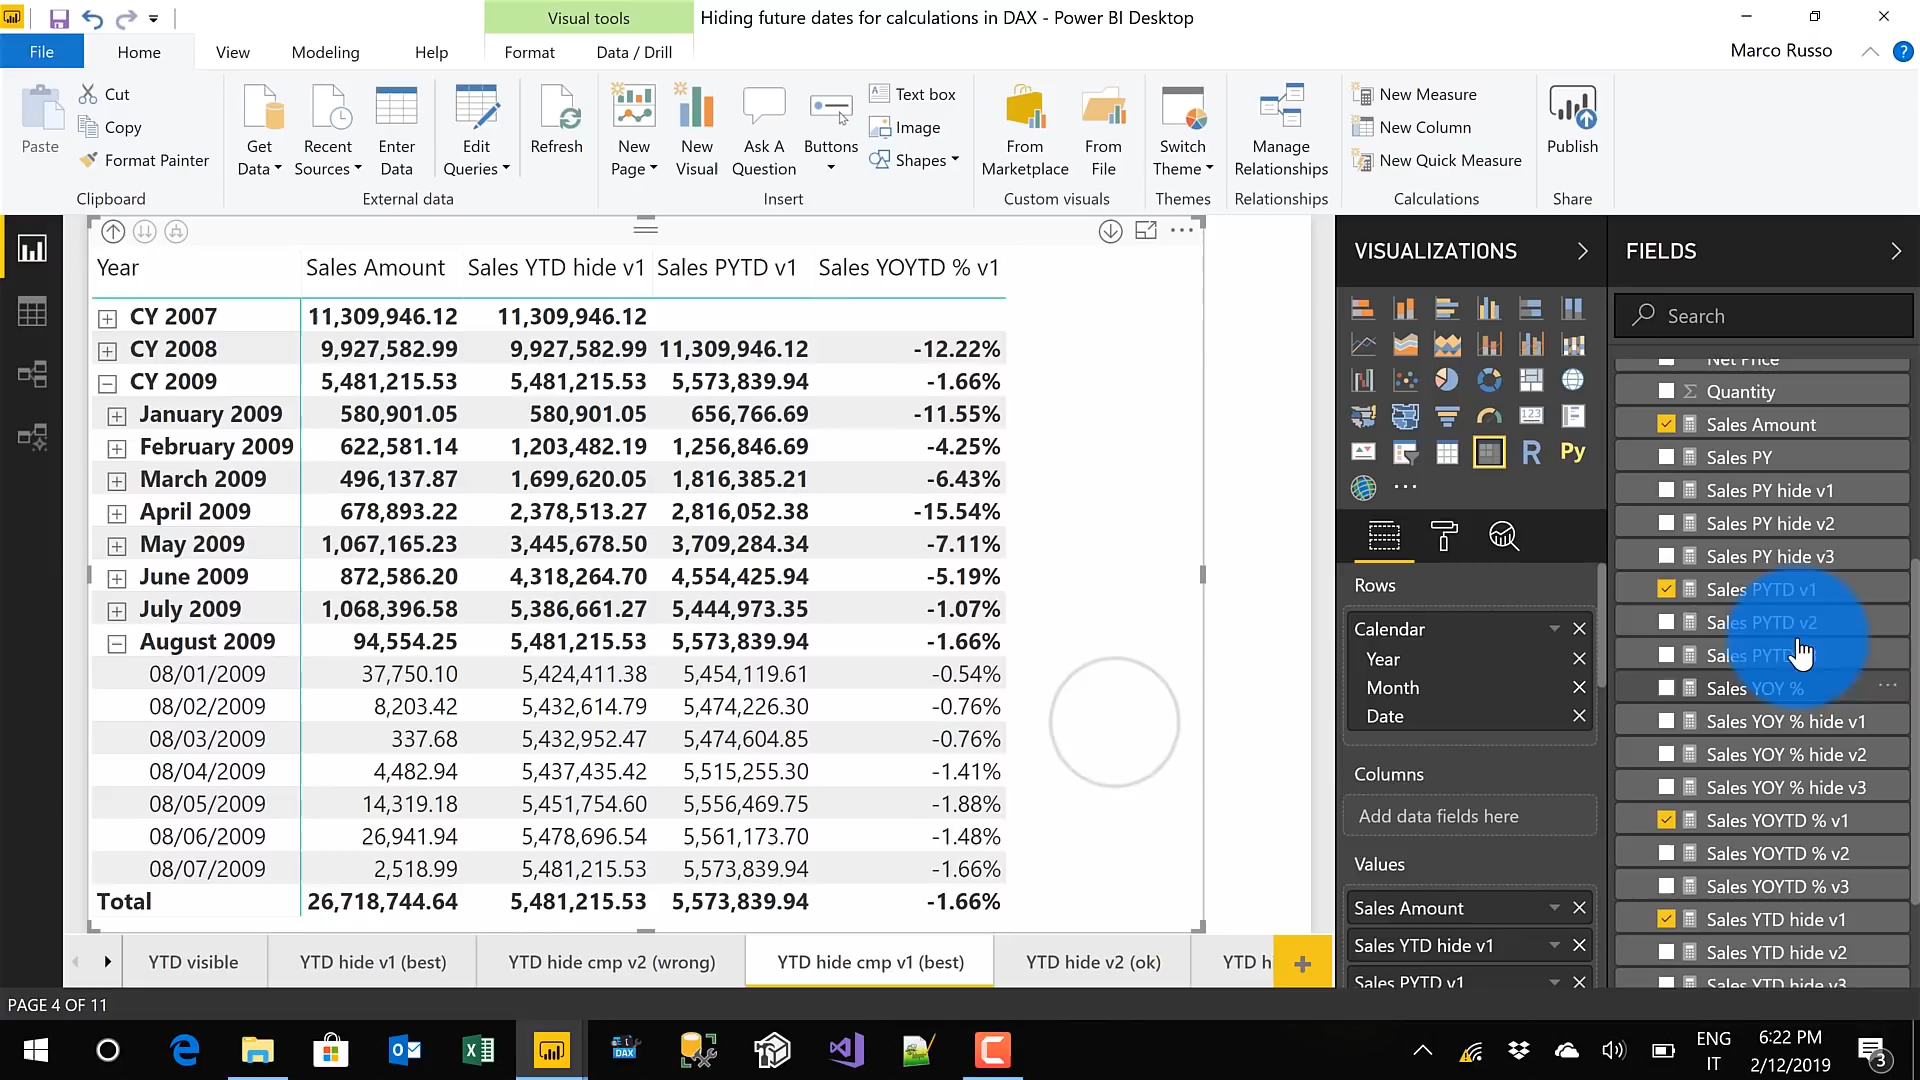 Visual tools
Hiding future dates for calculations in DAX - Power BI Desktop
File
Home
View
Modeling
Help
Format
Data / Drill
Marco Russo
?
Paste
Cut
Copy
Format Painter
Clipboard
Get Data
Recent Sources
Enter Data
Edit Queries
Refresh
External data
New Page
New Visual
Ask A Question
Buttons
Text box
Image
Shapes
Insert
From Marketplace
From File
Custom visuals
Switch Theme
Themes
Manage Relationships
Relationships
New Measure
New Column
New Quick Measure
Calculations
Publish
Share
Year Sales Amount Sales YTD hide v1 Sales PYTD v1 Sales YOYTD % v1
CY 2007 11,309,946.12 11,309,946.12
CY 2008 9,927,582.99 9,927,582.99 11,309,946.12 -12.22%
CY 2009 5,481,215.53 5,481,215.53 5,573,839.94 -1.66%
January 2009 580,901.05 580,901.05 656,766.69 -11.55%
February 2009 622,581.14 1,203,482.19 1,256,846.69 -4.25%
March 2009 496,137.87 1,699,620.05 1,816,385.21 -6.43%
April 2009 678,893.22 2,378,513.27 2,816,052.38 -15.54%
May 2009 1,067,165.23 3,445,678.50 3,709,284.34 -7.11%
June 2009 872,586.20 4,318,264.70 4,554,425.94 -5.19%
July 2009 1,068,396.58 5,386,661.27 5,444,973.35 -1.07%
August 2009 94,554.25 5,481,215.53 5,573,839.94 -1.66%
08/01/2009 37,750.10 5,424,411.38 5,454,119.61 -0.54%
08/02/2009 8,203.42 5,432,614.79 5,474,226.30 -0.76%
08/03/2009 337.68 5,432,952.47 5,474,604.85 -0.76%
08/04/2009 4,482.94 5,437,435.42 5,515,255.30 -1.41%
08/05/2009 14,319.18 5,451,754.60 5,556,469.75 -1.88%
08/06/2009 26,941.94 5,478,696.54 5,561,173.70 -1.48%
08/07/2009 2,518.99 5,481,215.53 5,573,839.94 -1.66%
Total 26,718,744.64 5,481,215.53 5,573,839.94 -1.66%
VISUALIZATIONS
123
R
Py
Rows
Calendar
Year
Month
Date
Columns
Add data fields here
Values
Sales Amount
Sales YTD hide v1
Sales PYTD v1
FIELDS
Search
Net Price
Quantity
Sales Amount
Sales PY
Sales PY hide v1
Sales PY hide v2
Sales PY hide v3
Sales PYTD v1
Sales PYTD v2
Sales PYTD
Sales YOY %
Sales YOY % hide v1
Sales YOY % hide v2
Sales YOY % hide v3
Sales YOYTD % v1
Sales YOYTD % v2
Sales YOYTD % v3
Sales YTD hide v1
Sales YTD hide v2
Sales YTD hide v3
YTD visible
YTD hide v1 (best)
YTD hide cmp v2 (wrong)
YTD hide cmp v1 (best)
YTD hide v2 (ok)
YTD h
PAGE 4 OF 11
DAX
ENG
IT
6:22 PM
2/12/2019
3